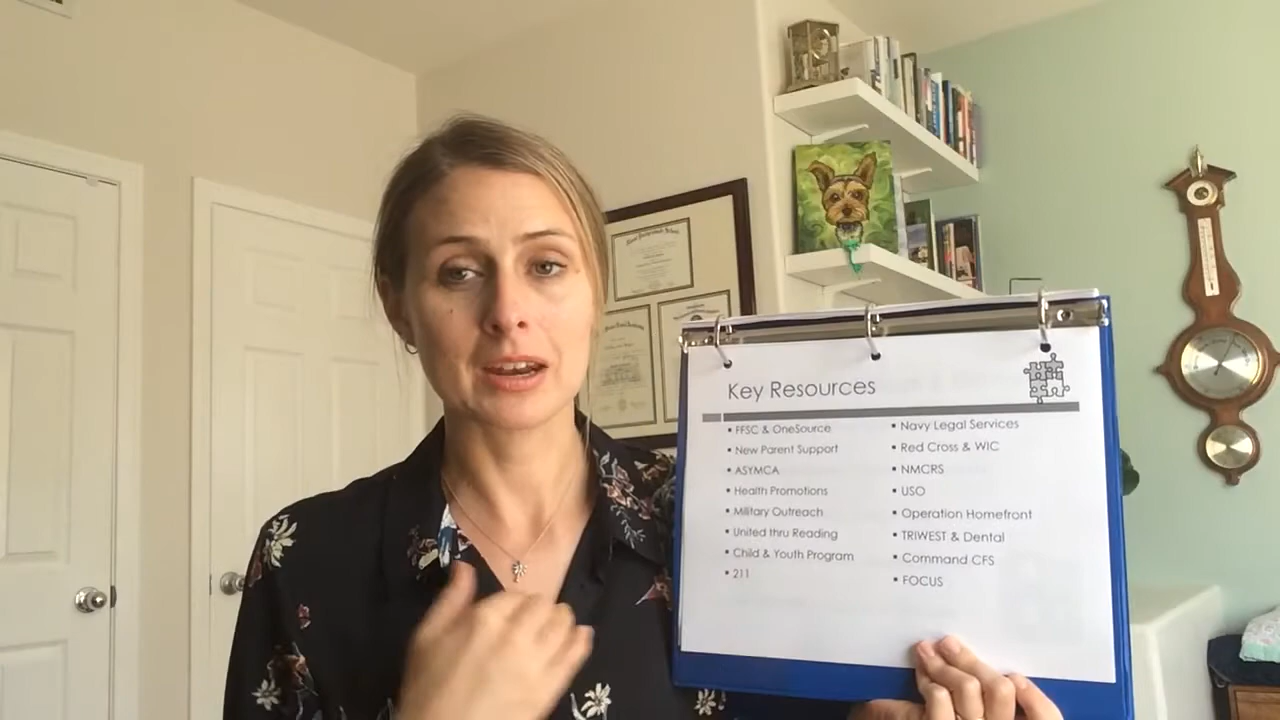 Key Resources
▪ FFSC & OneSource
▪ New Parent Support
▪ ASYMCA
▪ Health Promotions
▪ Military Outreach
▪ United thru Reading
▪ Child & Youth Program
▪ 211
▪ Navy Legal Services
▪ Red Cross & WIC
▪ NMCRS
▪ USO
▪ Operation Homefront
▪ TRIWEST & Dental
▪ Command CFS
▪ FOCUS